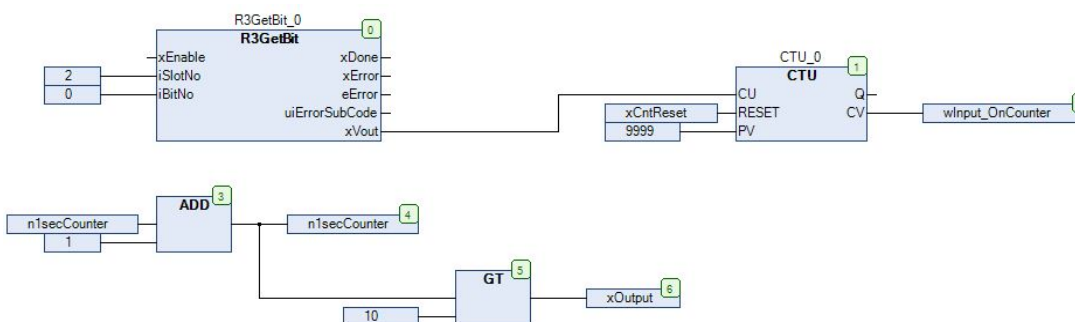 R3GetBit_0
R3GetBit
0
xEnable xDone
2 iSlotNo xError
0 iBitNo eError
uiErrorSubCode
xVout
CTU_0
CTU
1
CU Q
xCntReset RESET CV wInput_OnCounter
9999 PV
ADD
3
n1secCounter
1
n1secCounter
4
GT
5
10
xOutput
6